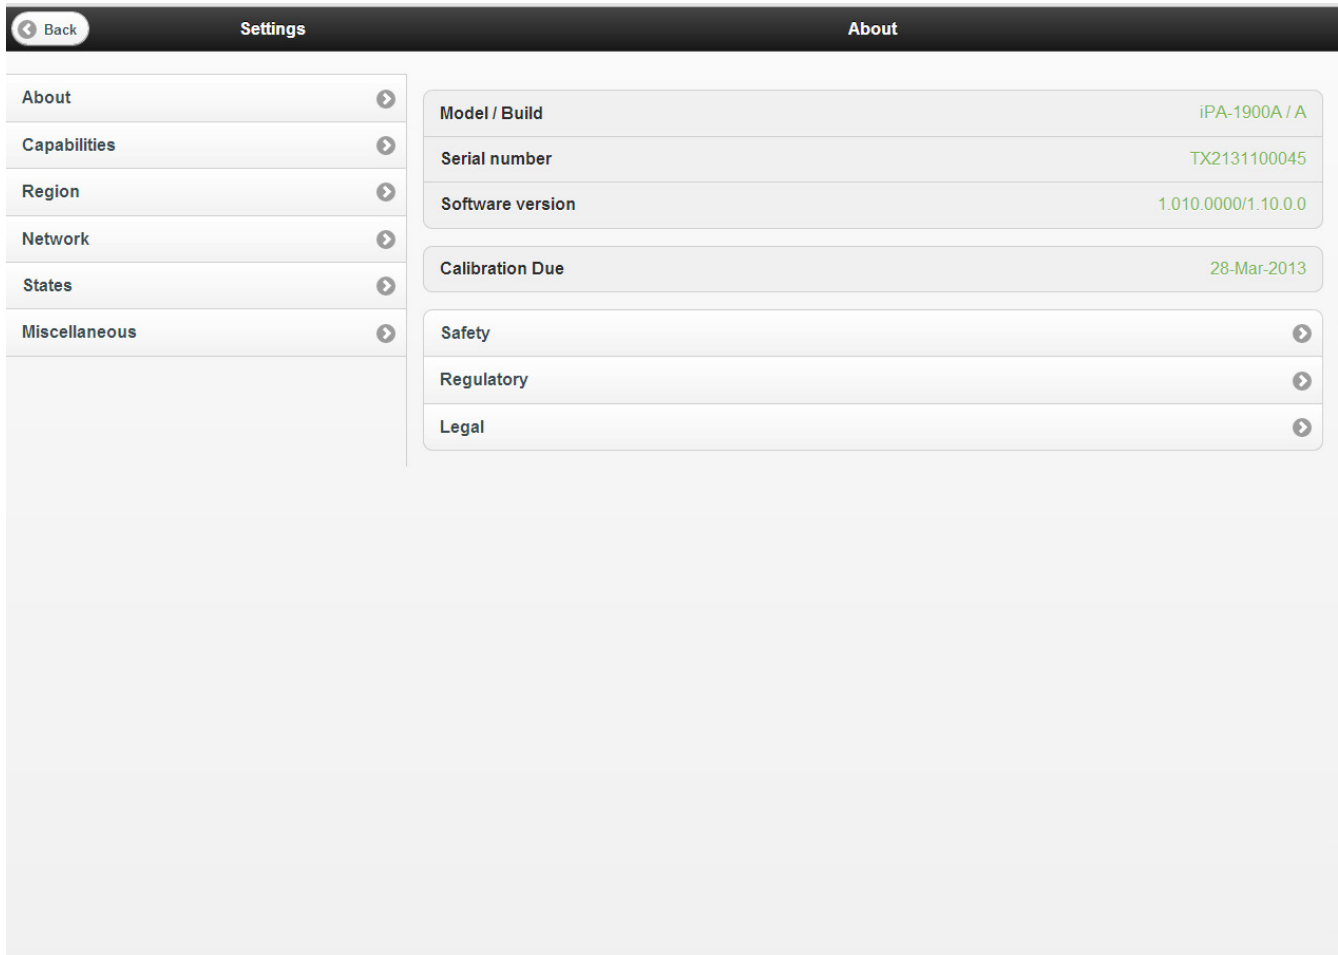 Back
Settings
About
About
Capabilities
Region
Network
States
Miscellaneous
Model / Build iPA-1900A / A
Serial number TX2131100045
Software version 1.010.0000/1.10.0.0
Calibration Due 28-Mar-2013
Safety
Regulatory
Legal